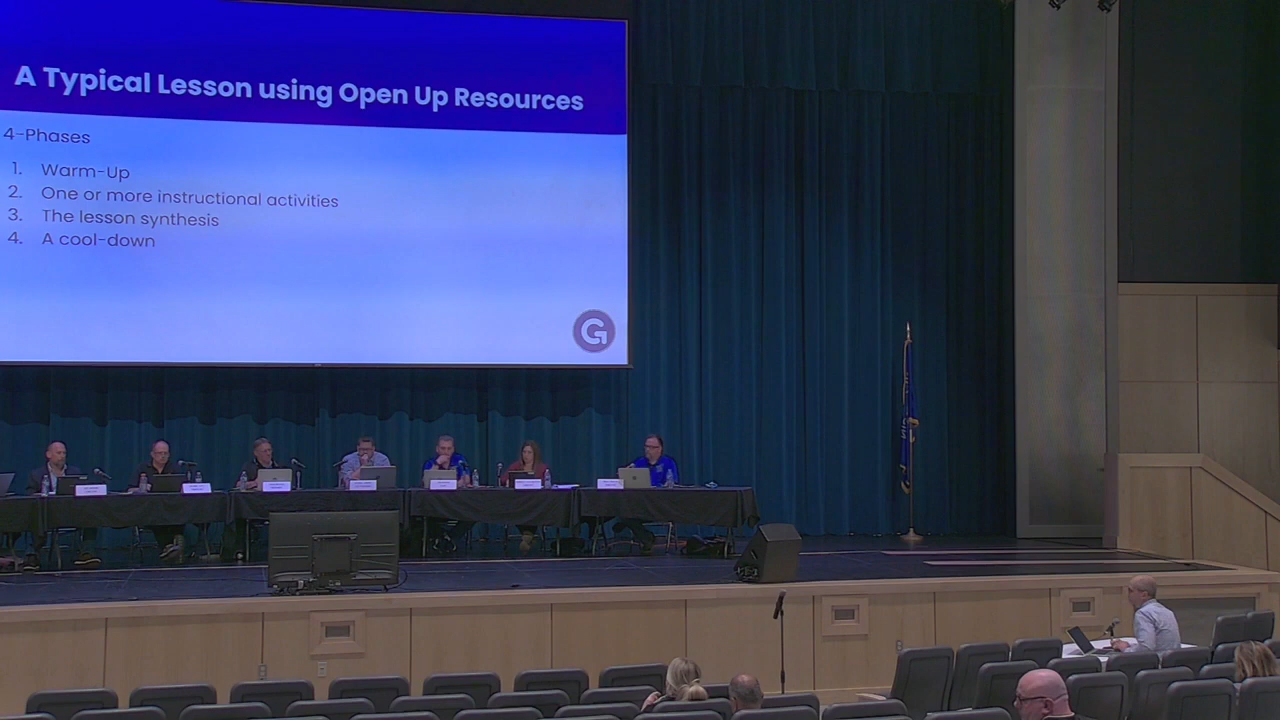 A Typical Lesson using Open Up Resources
4-Phases
1. Warm-Up
2. One or more instructional activities
3. The lesson synthesis
4. A cool-down
G